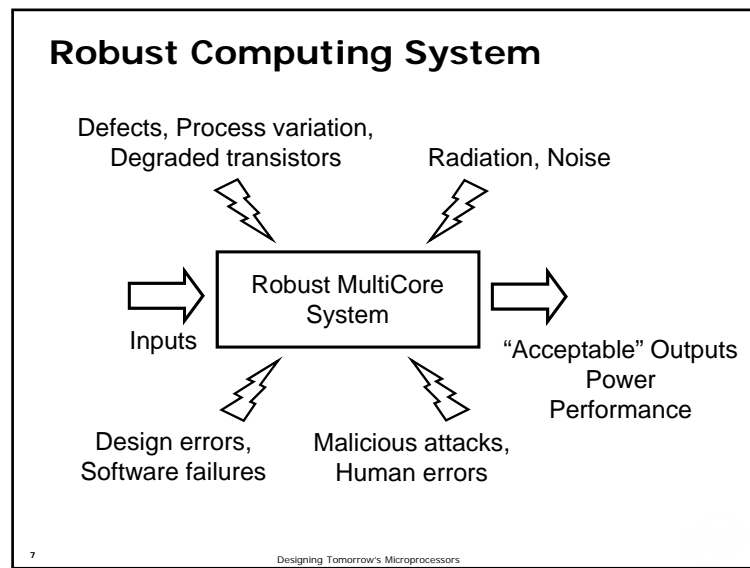 Robust Computing System
Defects, Process variation,
Degraded transistors
Radiation, Noise
Robust MultiCore
System
Inputs
“Acceptable” Outputs
Power
Performance
Design errors,
Software failures
Malicious attacks,
Human errors
7
Designing Tomorrow's Microprocessors